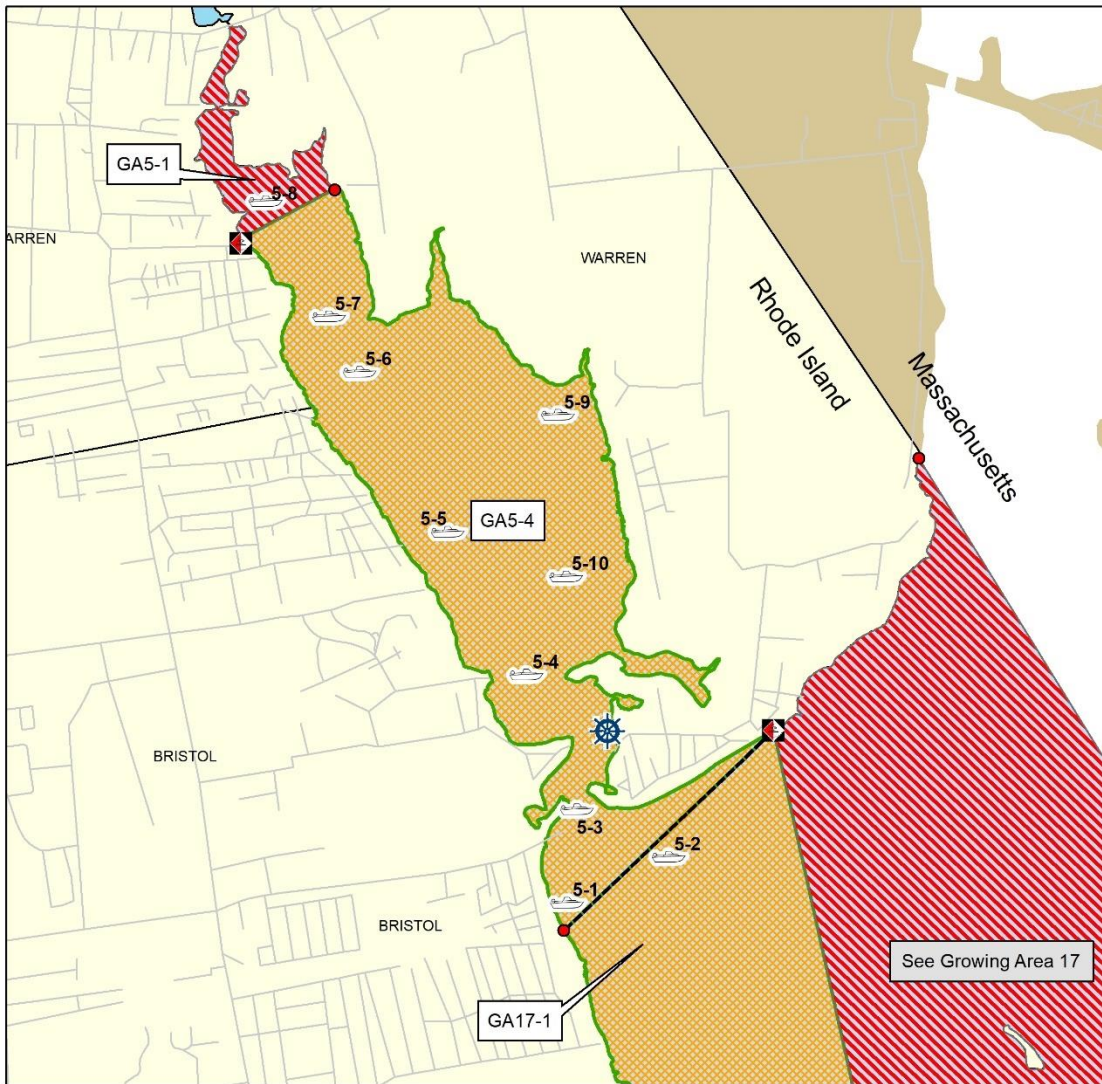 GA5-1
5-8
ARREN
WARREN
Rhode Island
Massachusetts
5-7
5-6
5-9
5-5
GA5-4
5-10
5-4
BRISTOL
5-3
5-2
5-1
BRISTOL
See Growing Area 17
GA17-1